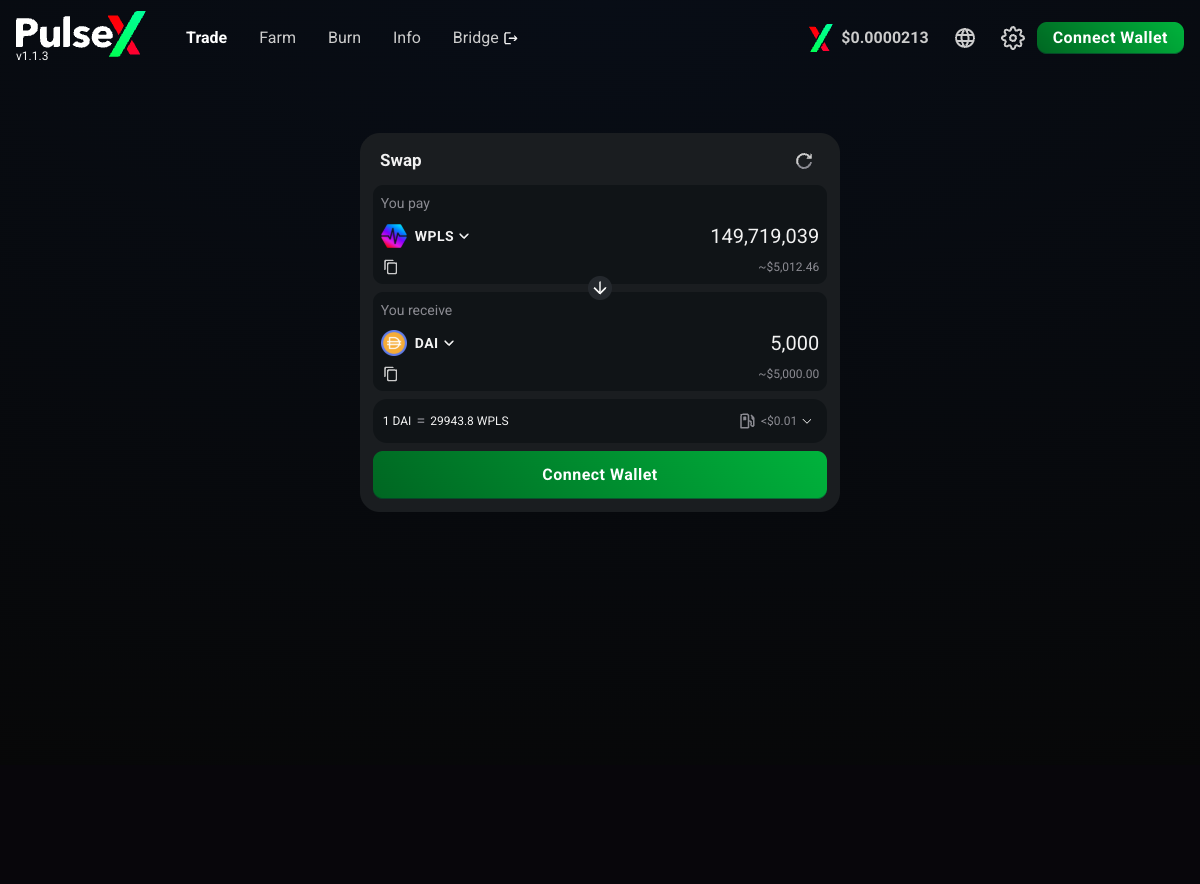 PulseX
v1.1.3
Trade Farm Burn Info Bridge
$0.0000213
Connect Wallet
Swap
You pay
WPLS 149,719,039
~$5,012.46
You receive
DAI 5,000
~$5,000.00
1 DAI = 29943.8 WPLS <$0.01
Connect Wallet